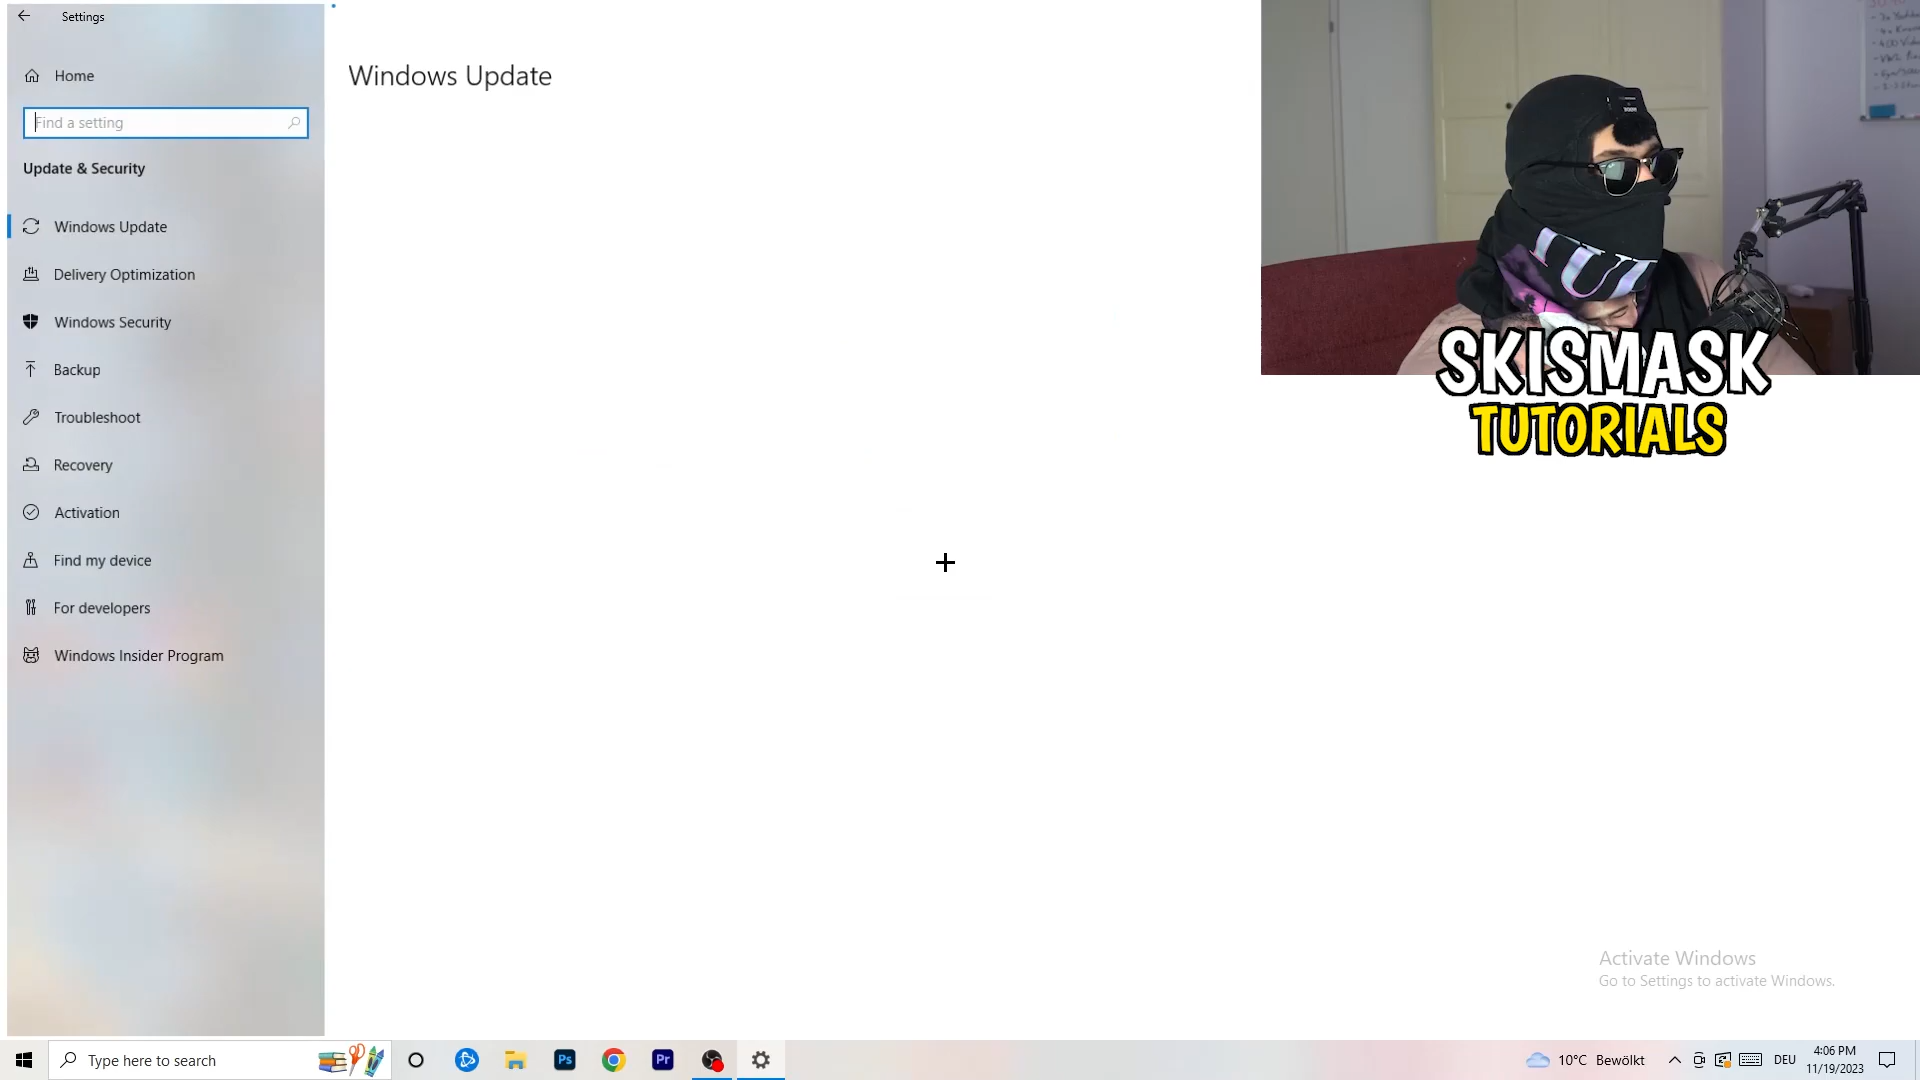 Settings
Home
Find a setting
Update & Security
Windows Update
Delivery Optimization
Windows Security
Backup
Troubleshoot
Recovery
Activation
Find my device
For developers
Windows Insider Program
Windows Update
SKISMASK
TUTORIALS
Activate Windows
Go to Settings to activate Windows.
Type here to search
Ps
Pr
10°C Bewölkt
DEU
4:06 PM
11/19/2023